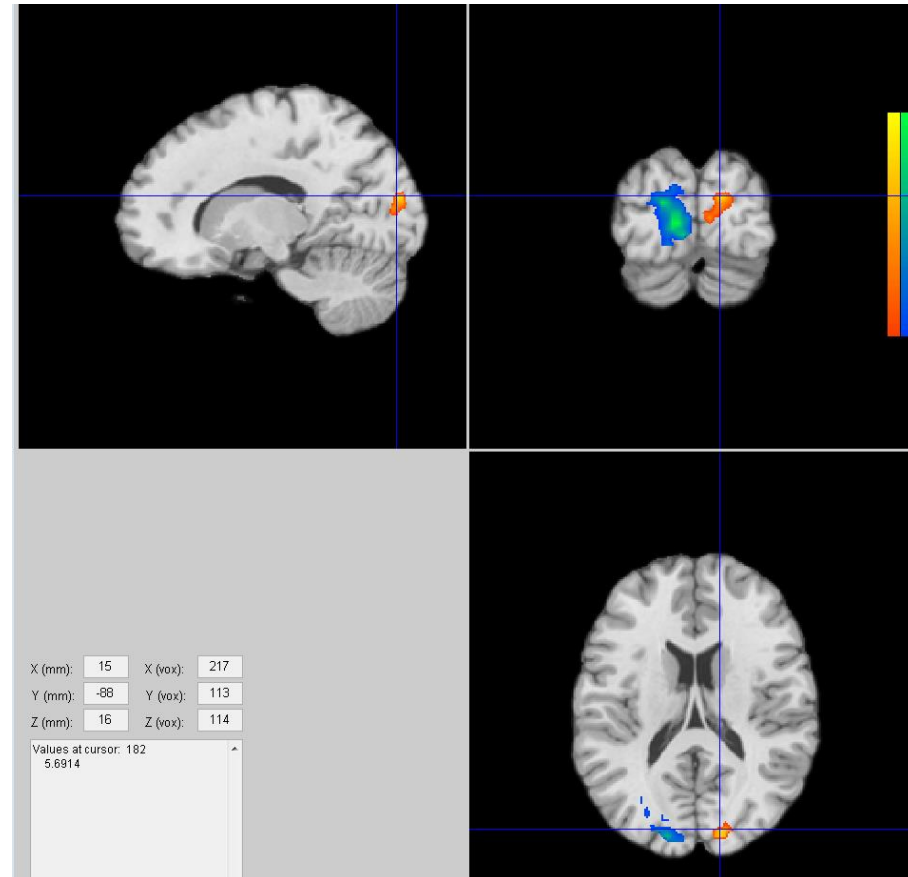 X (mm): 15 X (vox): 217
Y (mm): -88 Y (vox): 113
Z (mm): 16 Z (vox): 114
Values at cursor: 182
5.6914